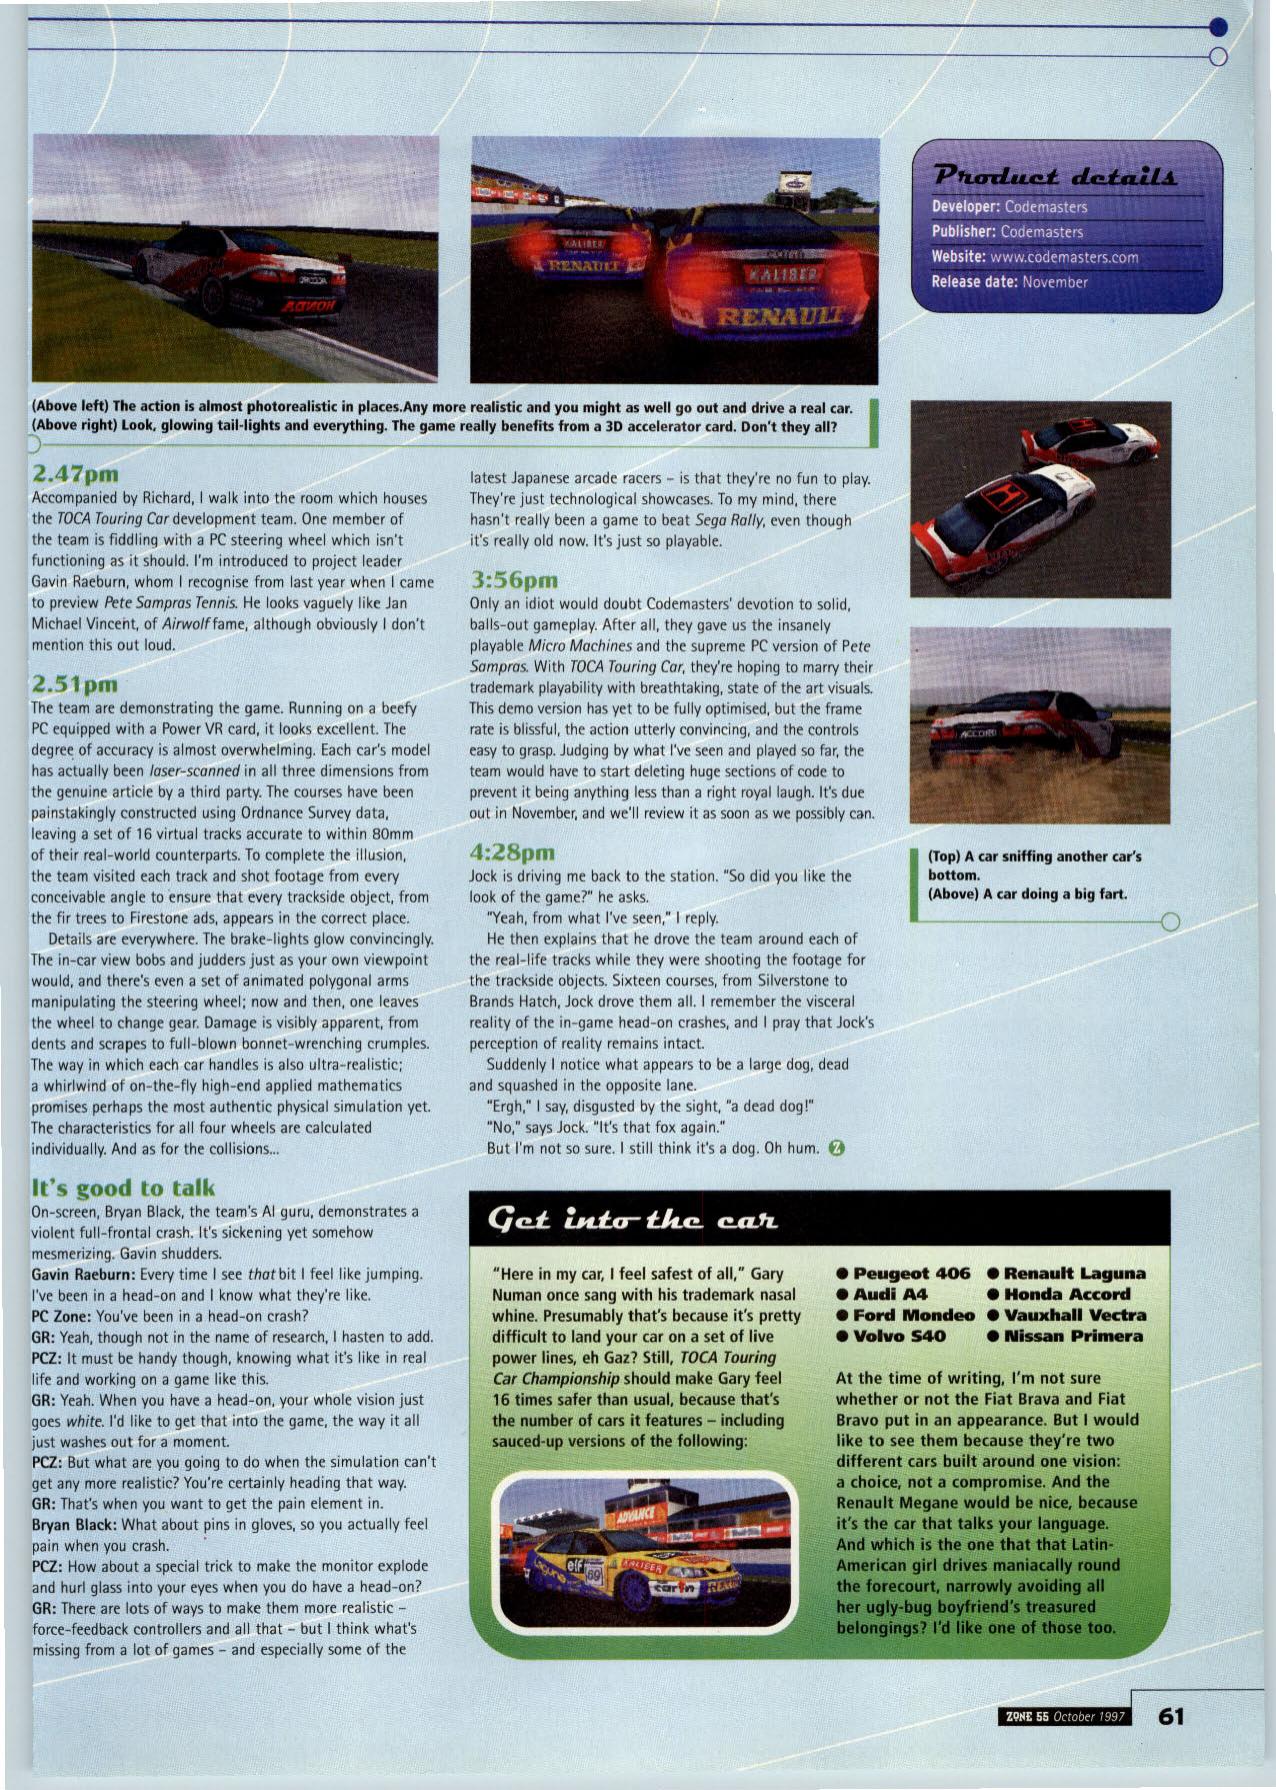 Product details
Developer: Codemasters
Publisher: Codemasters
Website: www.codemasters.com
Release date: November
ACCORD
HONDA
KALIBER
RENAULT
KALIBER
RENAULT
(Above left) The action is almost photorealistic in places.Any more realistic and you might as well go out and drive a real car.
(Above right) Look, glowing tail-lights and everything. The game really benefits from a 3D accelerator card. Don't they all?
2.47pm
Accompanied by Richard, I walk into the room which houses
the TOCA Touring Car development team. One member of
the team is fiddling with a PC steering wheel which isn't
functioning as it should. I'm introduced to project leader
Gavin Raeburn, whom I recognise from last year when I came
to preview Pete Sampras Tennis. He looks vaguely like Jan
Michael Vincent, of Airwolf fame, although obviously I don't
mention this out loud.
2.51pm
The team are demonstrating the game. Running on a beefy
PC equipped with a Power VR card, it looks excellent. The
degree of accuracy is almost overwhelming. Each car's model
has actually been laser-scanned in all three dimensions from
the genuine article by a third party. The courses have been
painstakingly constructed using Ordnance Survey data,
leaving a set of 16 virtual tracks accurate to within 80mm
of their real-world counterparts. To complete the illusion,
the team visited each track and shot footage from every
conceivable angle to ensure that every trackside object, from
the fir trees to Firestone ads, appears in the correct place.
Details are everywhere. The brake-lights glow convincingly.
The in-car view bobs and judders just as your own viewpoint
would, and there's even a set of animated polygonal arms
manipulating the steering wheel; now and then, one leaves
the wheel to change gear. Damage is visibly apparent, from
dents and scrapes to full-blown bonnet-wrenching crumples.
The way in which each car handles is also ultra-realistic;
a whirlwind of on-the-fly high-end applied mathematics
promises perhaps the most authentic physical simulation yet.
The characteristics for all four wheels are calculated
individually. And as for the collisions...
It's good to talk
On-screen, Bryan Black, the team's AI guru, demonstrates a
violent full-frontal crash. It's sickening yet somehow
mesmerizing. Gavin shudders.
Gavin Raeburn: Every time I see that bit I feel like jumping.
I've been in a head-on and I know what they're like.
PC Zone: You've been in a head-on crash?
GR: Yeah, though not in the name of research, I hasten to add.
PCZ: It must be handy though, knowing what it's like in real
life and working on a game like this.
GR: Yeah. When you have a head-on, your whole vision just
goes white. I'd like to get that into the game, the way it all
just washes out for a moment.
PCZ: But what are you going to do when the simulation can't
get any more realistic? You're certainly heading that way.
GR: That's when you want to get the pain element in.
Bryan Black: What about pins in gloves, so you actually feel
pain when you crash.
PCZ: How about a special trick to make the monitor explode
and hurl glass into your eyes when you do have a head-on?
GR: There are lots of ways to make them more realistic –
force-feedback controllers and all that – but I think what's
missing from a lot of games – and especially some of the
latest Japanese arcade racers – is that they're no fun to play.
They're just technological showcases. To my mind, there
hasn't really been a game to beat Sega Rally, even though
it's really old now. It's just so playable.
3:56pm
Only an idiot would doubt Codemasters' devotion to solid,
balls-out gameplay. After all, they gave us the insanely
playable Micro Machines and the supreme PC version of Pete
Sampras. With TOCA Touring Car, they're hoping to marry their
trademark playability with breathtaking, state of the art visuals.
This demo version has yet to be fully optimised, but the frame
rate is blissful, the action utterly convincing, and the controls
easy to grasp. Judging by what I've seen and played so far, the
team would have to start deleting huge sections of code to
prevent it being anything less than a right royal laugh. It's due
out in November, and we'll review it as soon as we possibly can.
4:28pm
Jock is driving me back to the station. "So did you like the
look of the game?" he asks.
"Yeah, from what I've seen," I reply.
He then explains that he drove the team around each of
the real-life tracks while they were shooting the footage for
the trackside objects. Sixteen courses, from Silverstone to
Brands Hatch, Jock drove them all. I remember the visceral
reality of the in-game head-on crashes, and I pray that Jock's
perception of reality remains intact.
Suddenly I notice what appears to be a large dog, dead
and squashed in the opposite lane.
"Ergh," I say, disgusted by the sight, "a dead dog!"
"No," says Jock. "It's that fox again."
But I'm not so sure. I still think it's a dog. Oh hum. Z
ACCORD
(Top) A car sniffing another car's
bottom.
(Above) A car doing a big fart.
Get into the car
"Here in my car, I feel safest of all," Gary
Numan once sang with his trademark nasal
whine. Presumably that's because it's pretty
difficult to land your car on a set of live
power lines, eh Gaz? Still, TOCA Touring
Car Championship should make Gary feel
16 times safer than usual, because that's
the number of cars it features – including
sauced-up versions of the following:
ADVANCE
Laguna
elf
KALIBER
carin
● Peugeot 406 ● Renault Laguna
● Audi A4 ● Honda Accord
● Ford Mondeo ● Vauxhall Vectra
● Volvo S40 ● Nissan Primera
At the time of writing, I'm not sure
whether or not the Fiat Brava and Fiat
Bravo put in an appearance. But I would
like to see them because they're two
different cars built around one vision:
a choice, not a compromise. And the
Renault Megane would be nice, because
it's the car that talks your language.
And which is the one that that Latin-
American girl drives maniacally round
the forecourt, narrowly avoiding all
her ugly-bug boyfriend's treasured
belongings? I'd like one of those too.
ZONE 55 October 1997 61